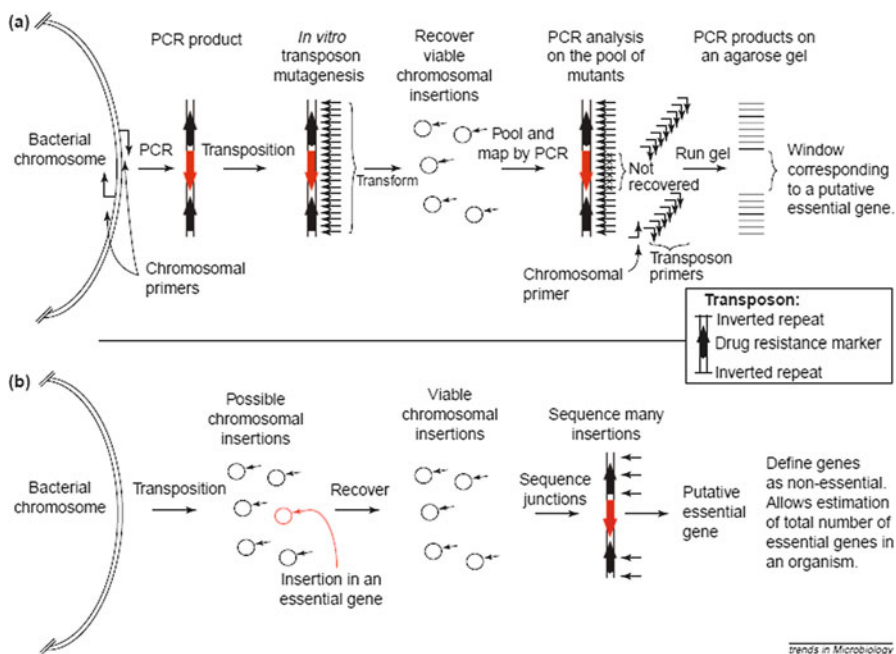 (a)
PCR product
In vitro
transposon
mutagenesis
Recover
viable
chromosomal
insertions
PCR analysis
on the pool of
mutants
PCR products on
an agarose gel
Bacterial
chromosome
PCR
Transposition
Transform
Pool and
map by PCR
Not
recovered
Run gel
Window
corresponding
to a putative
essential gene.
Chromosomal
primers
Chromosomal
primer
Transposon
primers
Transposon:
Inverted repeat
Drug resistance marker
Inverted repeat
(b)
Bacterial
chromosome
Transposition
Possible
chromosomal
insertions
Insertion in an
essential gene
Recover
Viable
chromosomal
insertions
Sequence
junctions
Sequence many
insertions
Putative
essential
gene
Define genes
as non-essential.
Allows estimation
of total number of
essential genes in
an organism.
trends in Microbiology